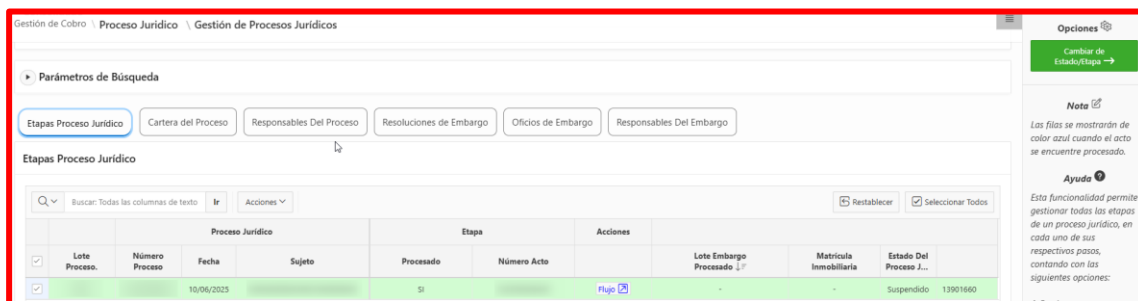 Gestión de Cobro \ Proceso Jurídico \ Gestión de Procesos Jurídicos
Opciones
Cambiar de Estado/Etapa →
Parámetros de Búsqueda
Etapas Proceso Jurídico
Cartera del Proceso
Responsables Del Proceso
Resoluciones de Embargo
Oficios de Embargo
Responsables Del Embargo
Nota
Las filas se mostrarán de
color azul cuando el acto
se encuentre procesado.
Etapas Proceso Jurídico
Ayuda
Esta funcionalidad permite
gestionar todas las etapas
de un proceso jurídico, en
cada uno de sus
respectivos pasos,
contando con las
siguientes opciones:
Buscar: Todas las columnas de texto
Ir
Acciones
Restablecer
Seleccionar Todos
Proceso Jurídico
Etapa
Acciones
Lote Proceso.
Número Proceso
Fecha
Sujeto
Procesado
Número Acto
Lote Embargo Procesado
Matrícula Inmobiliaria
Estado Del Proceso J...
10/06/2025
SI
Flujo
-
-
Suspendido
13901660